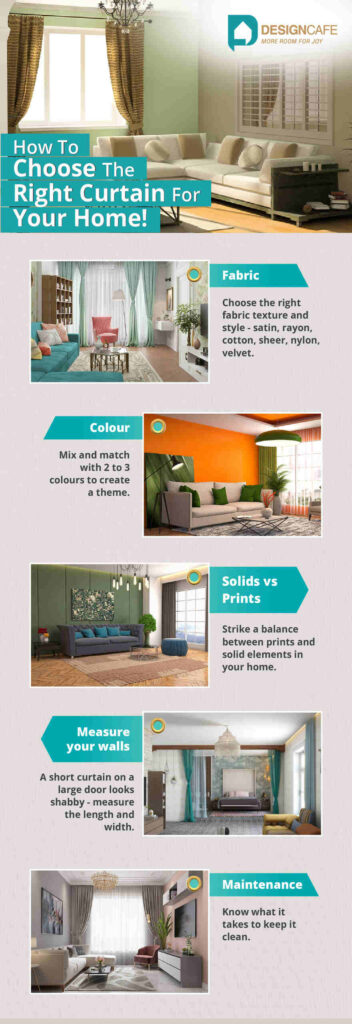 DESIGNCAFE
MORE ROOM FOR JOY
How To
Choose The
Right Curtain For
Your Home!
Fabric
Choose the right
fabric texture and
style - satin, rayon,
cotton, sheer, nylon,
velvet.
Colour
Mix and match
with 2 to 3
colours to create
a theme.
Solids vs
Prints
Strike a balance
between prints and
solid elements in
your home.
Measure
your walls
A short curtain on a
large door looks
shabby - measure
the length and
width.
Maintenance
Know what it
takes to keep it
clean.